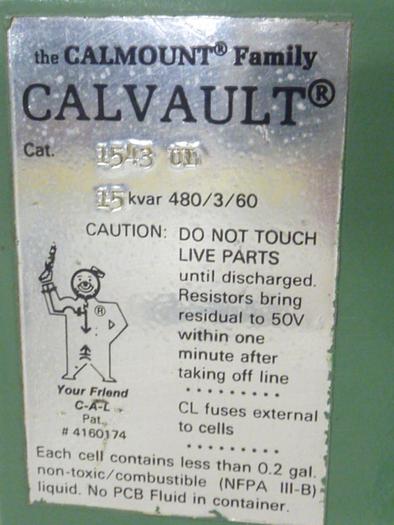 the CALMOUNT® Family
CALVAULT®
Cat. 1543
15 kvar 480/3/60
CAUTION: DO NOT TOUCH
LIVE PARTS
until discharged.
Resistors bring
residual to 50V
within one
minute after
taking off line
®
Your Friend
C-A-L
Pat.
# 4160174
CL fuses external
to cells
Each cell contains less than 0.2 gal.
non-toxic/combustible (NFPA III-B)
liquid. No PCB Fluid in container.